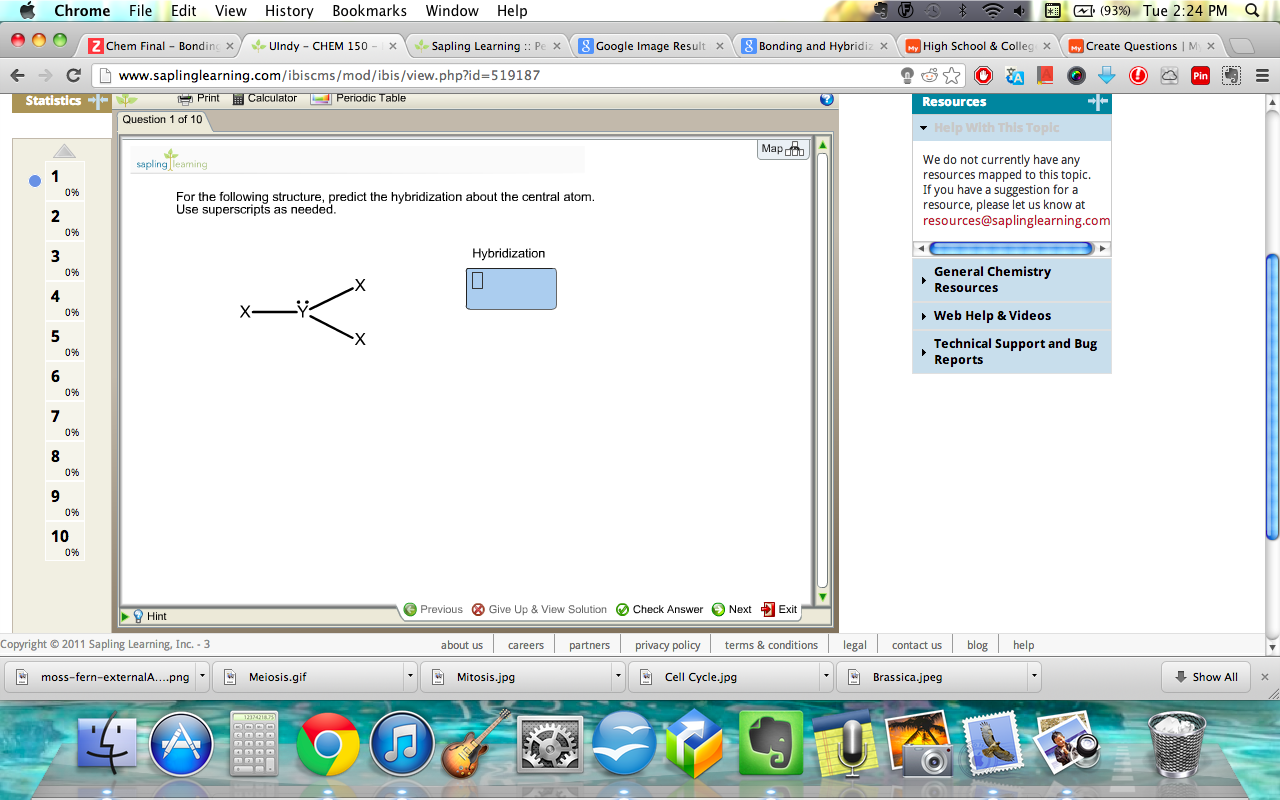 Chrome File Edit View History Bookmarks Window Help (93%) Tue 2:24 PM
Z Chem Final – Bonding × UIndy – CHEM 150 – × Sapling Learning :: Pe × Google Image Result × Bonding and Hybridiz × High School & Colleg × Create Questions | M ×
www.saplinglearning.com/ibiscms/mod/ibis/view.php?id=519187 Pin
Statistics
Print Calculator Periodic Table ?
Question 1 of 10
Map
sapling learning
For the following structure, predict the hybridization about the central atom.
Use superscripts as needed.
Hybridization
X
X Y
X
1
0%
2
0%
3
0%
4
0%
5
0%
6
0%
7
0%
8
0%
9
0%
10
0%
Hint
Previous Give Up & View Solution Check Answer Next Exit
Resources
Help With This Topic
We do not currently have any
resources mapped to this topic.
If you have a suggestion for a
resource, please let us know at
resources@saplinglearning.com
General Chemistry
Resources
Web Help & Videos
Technical Support and Bug
Reports
Copyright © 2011 Sapling Learning, Inc. - 3
about us careers partners privacy policy terms & conditions legal contact us blog help
moss-fern-externalA....png Meiosis.gif Mitosis.jpg Cell Cycle.jpg Brassica.jpeg Show All ×